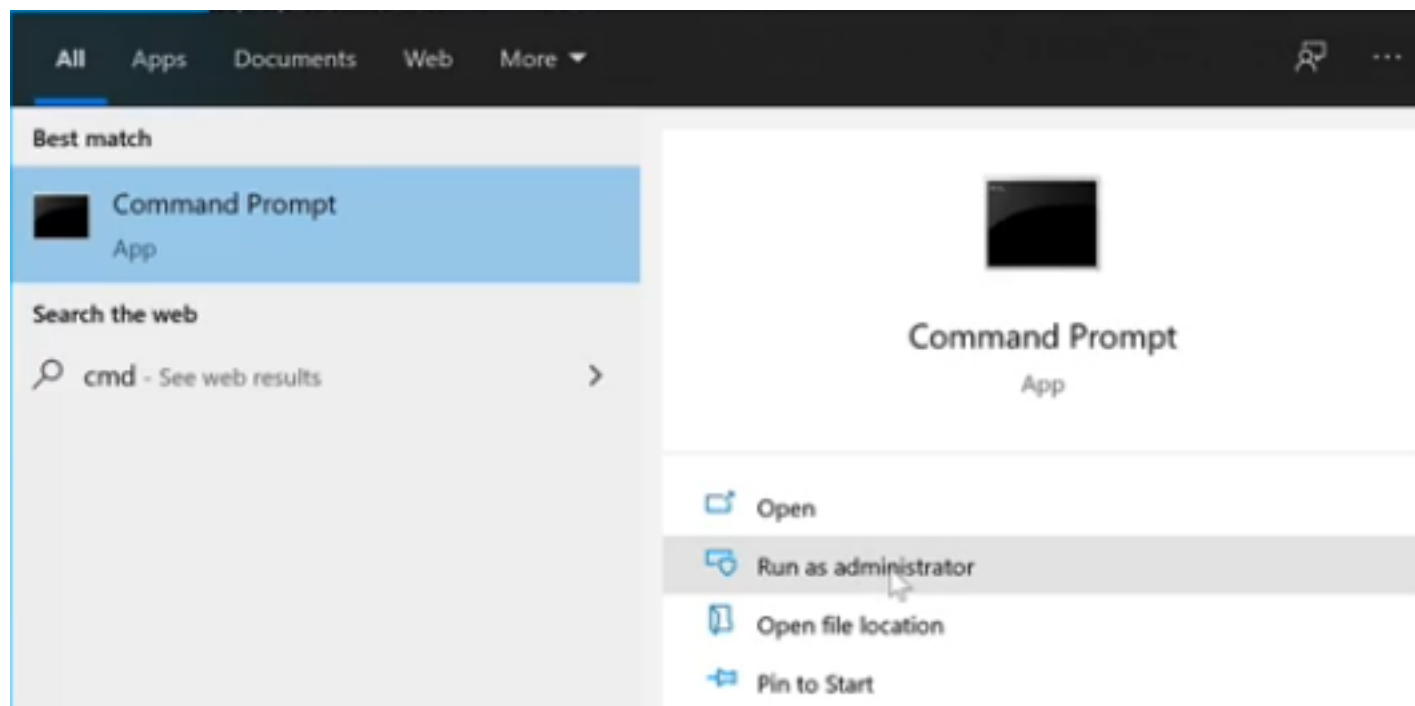 All Apps Documents Web More
Best match
Command Prompt
App
Search the web
cmd - See web results
Command Prompt
App
Open
Run as administrator
Open file location
Pin to Start